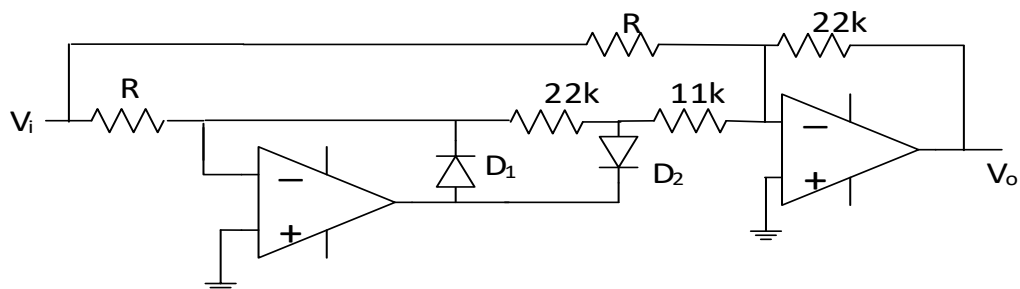 R 22k
R 22k 11k
Vi
D1 D2
Vo
− +
− +